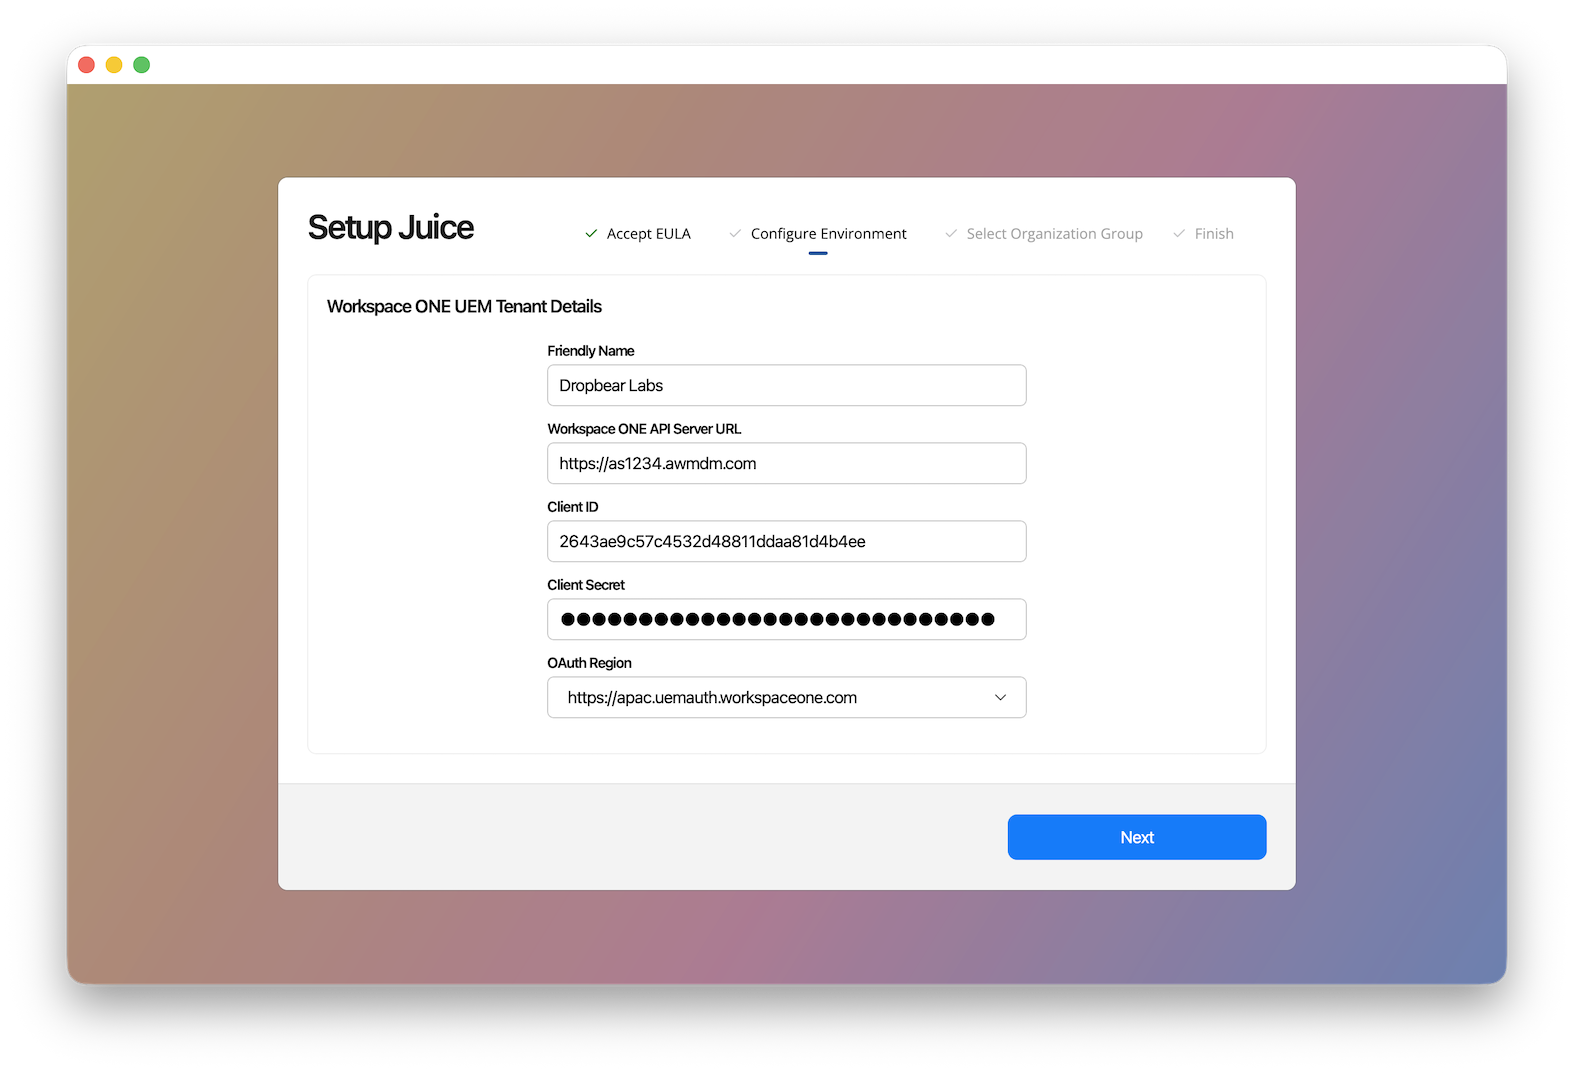 Setup Juice
Accept EULA
Configure Environment
Select Organization Group
Finish
Workspace ONE UEM Tenant Details
Friendly Name
Dropbear Labs
Workspace ONE API Server URL
https://as1234.awmdm.com
Client ID
2643ae9c57c4532d48811ddaa81d4b4ee
Client Secret
●●●●●●●●●●●●●●●●●●●●●●●●●●●●
OAuth Region
https://apac.uemauth.workspaceone.com
Next